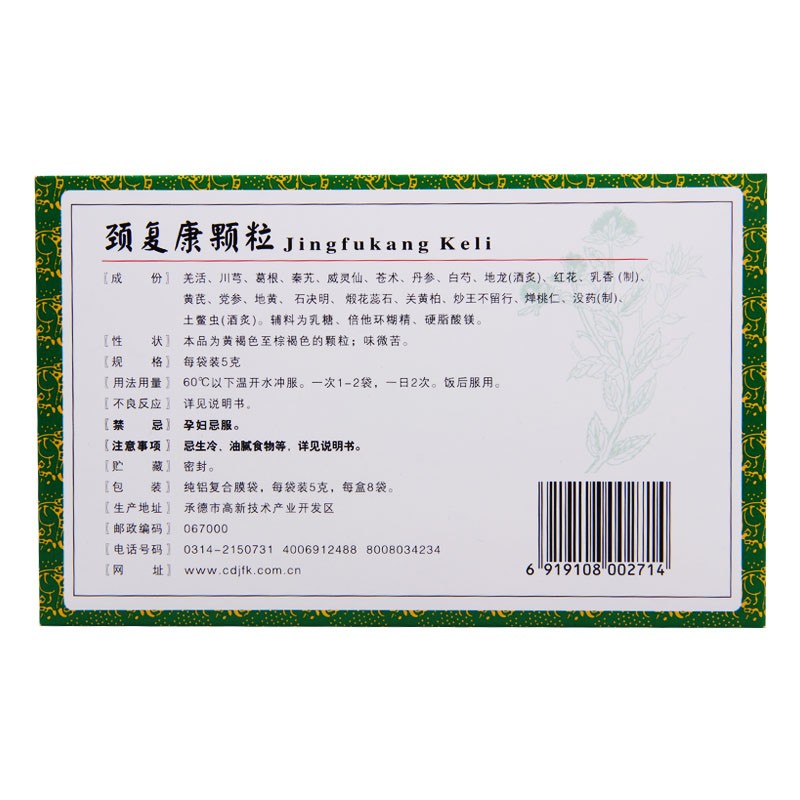 颈复康颗粒 Jingfukang Keli
〖成份〗羌活、川芎、葛根、秦艽、威灵仙、苍术、丹参、白芍、地龙(酒炙)、红花、乳香(制)、
黄芪、党参、地黄、石决明、煅花蕊石、关黄柏、炒王不留行、燀桃仁、没药(制)、
土鳖虫(酒炙)。辅料为乳糖、倍他环糊精、硬脂酸镁。
〖性状〗本品为黄褐色至棕褐色的颗粒；味微苦。
〖规格〗每袋装5克
〖用法用量〗60℃以下温开水冲服。一次1-2袋，一日2次。饭后服用。
〖不良反应〗详见说明书。
〖禁忌〗孕妇忌服。
〖注意事项〗忌生冷、油腻食物等，详见说明书。
〖贮藏〗密封。
〖包装〗纯铝复合膜袋，每袋装5克，每盒8袋。
〖生产地址〗承德市高新技术产业开发区
〖邮政编码〗067000
〖电话号码〗0314-2150731 4006912488 8008034234
〖网址〗www.cdjfk.com.cn
6 919108 002714